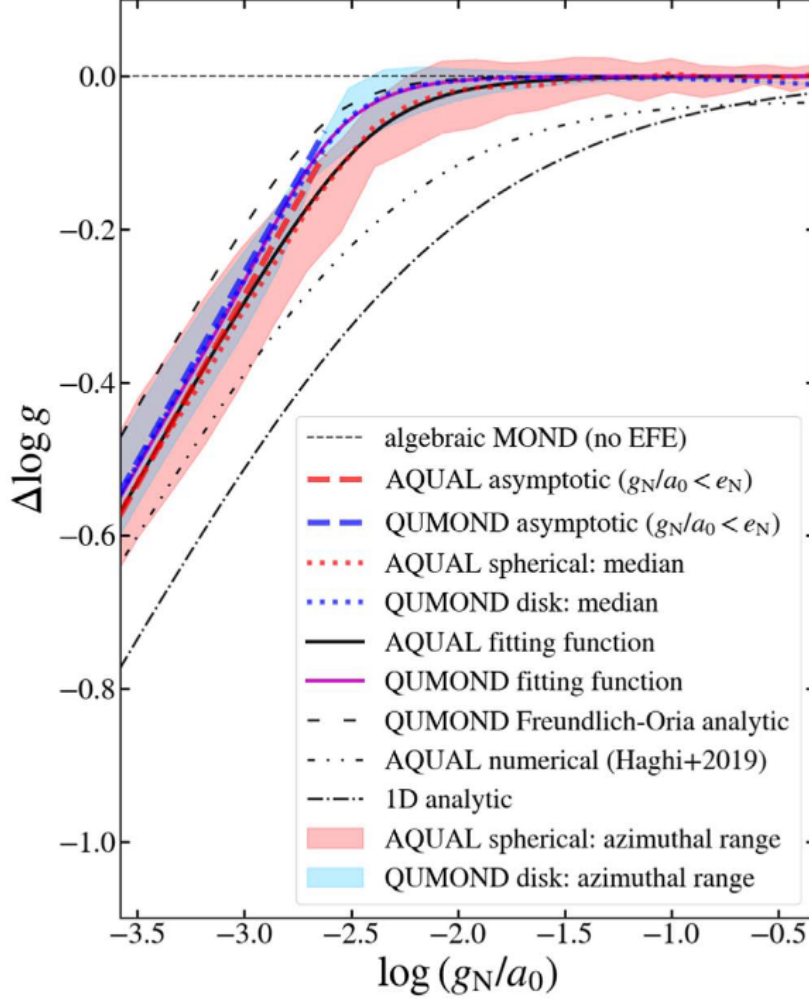 0.0
−0.2
−0.4
−0.6
−0.8
−1.0
Δlog g
algebraic MOND (no EFE)
AQUAL asymptotic (gN/a0 < eN)
QUMOND asymptotic (gN/a0 < eN)
AQUAL spherical: median
QUMOND disk: median
AQUAL fitting function
QUMOND fitting function
QUMOND Freundlich-Oria analytic
AQUAL numerical (Haghi+2019)
1D analytic
AQUAL spherical: azimuthal range
QUMOND disk: azimuthal range
−3.5 −3.0 −2.5 −2.0 −1.5 −1.0 −0.5
log (gN/a0)